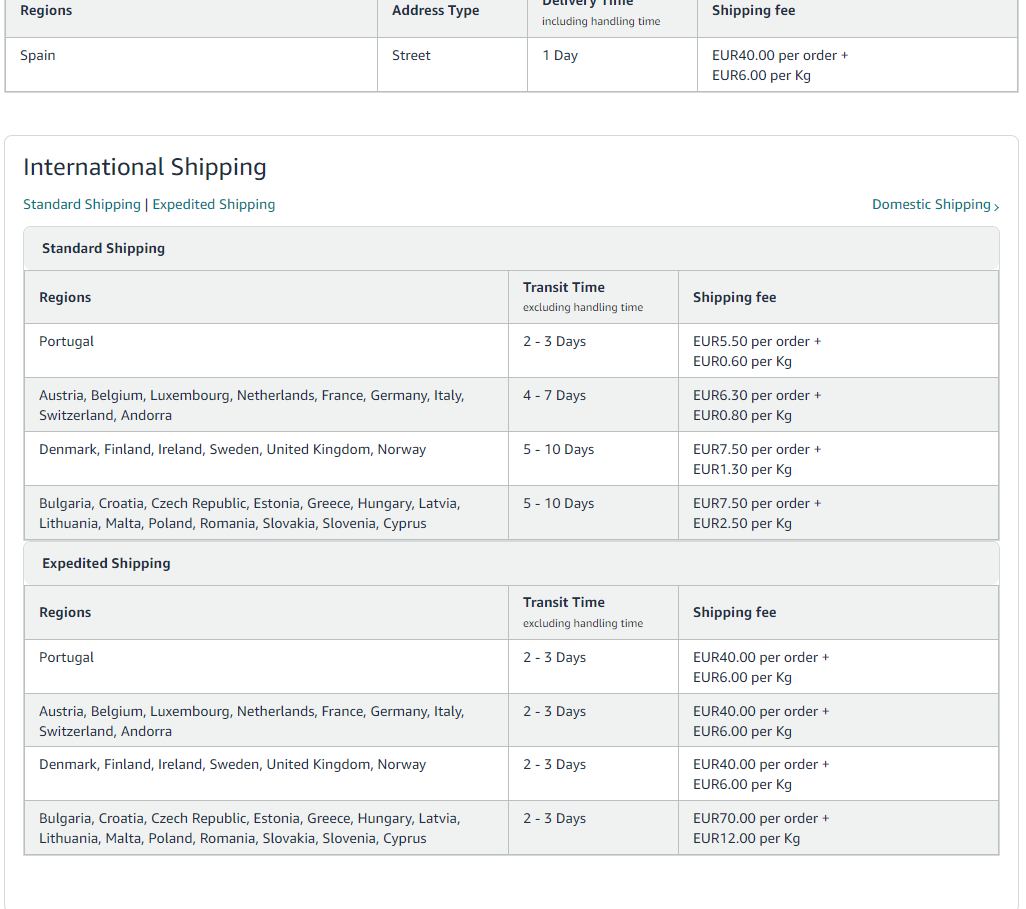 Regions Address Type Delivery Time Shipping fee
including handling time
Spain Street 1 Day EUR40.00 per order +
EUR6.00 per Kg
International Shipping
Standard Shipping | Expedited Shipping Domestic Shipping ›
Standard Shipping
Regions Transit Time Shipping fee
excluding handling time
Portugal 2 - 3 Days EUR5.50 per order +
EUR0.60 per Kg
Austria, Belgium, Luxembourg, Netherlands, France, Germany, Italy, 4 - 7 Days EUR6.30 per order +
Switzerland, Andorra EUR0.80 per Kg
Denmark, Finland, Ireland, Sweden, United Kingdom, Norway 5 - 10 Days EUR7.50 per order +
EUR1.30 per Kg
Bulgaria, Croatia, Czech Republic, Estonia, Greece, Hungary, Latvia, 5 - 10 Days EUR7.50 per order +
Lithuania, Malta, Poland, Romania, Slovakia, Slovenia, Cyprus EUR2.50 per Kg
Expedited Shipping
Regions Transit Time Shipping fee
excluding handling time
Portugal 2 - 3 Days EUR40.00 per order +
EUR6.00 per Kg
Austria, Belgium, Luxembourg, Netherlands, France, Germany, Italy, 2 - 3 Days EUR40.00 per order +
Switzerland, Andorra EUR6.00 per Kg
Denmark, Finland, Ireland, Sweden, United Kingdom, Norway 2 - 3 Days EUR40.00 per order +
EUR6.00 per Kg
Bulgaria, Croatia, Czech Republic, Estonia, Greece, Hungary, Latvia, 2 - 3 Days EUR70.00 per order +
Lithuania, Malta, Poland, Romania, Slovakia, Slovenia, Cyprus EUR12.00 per Kg